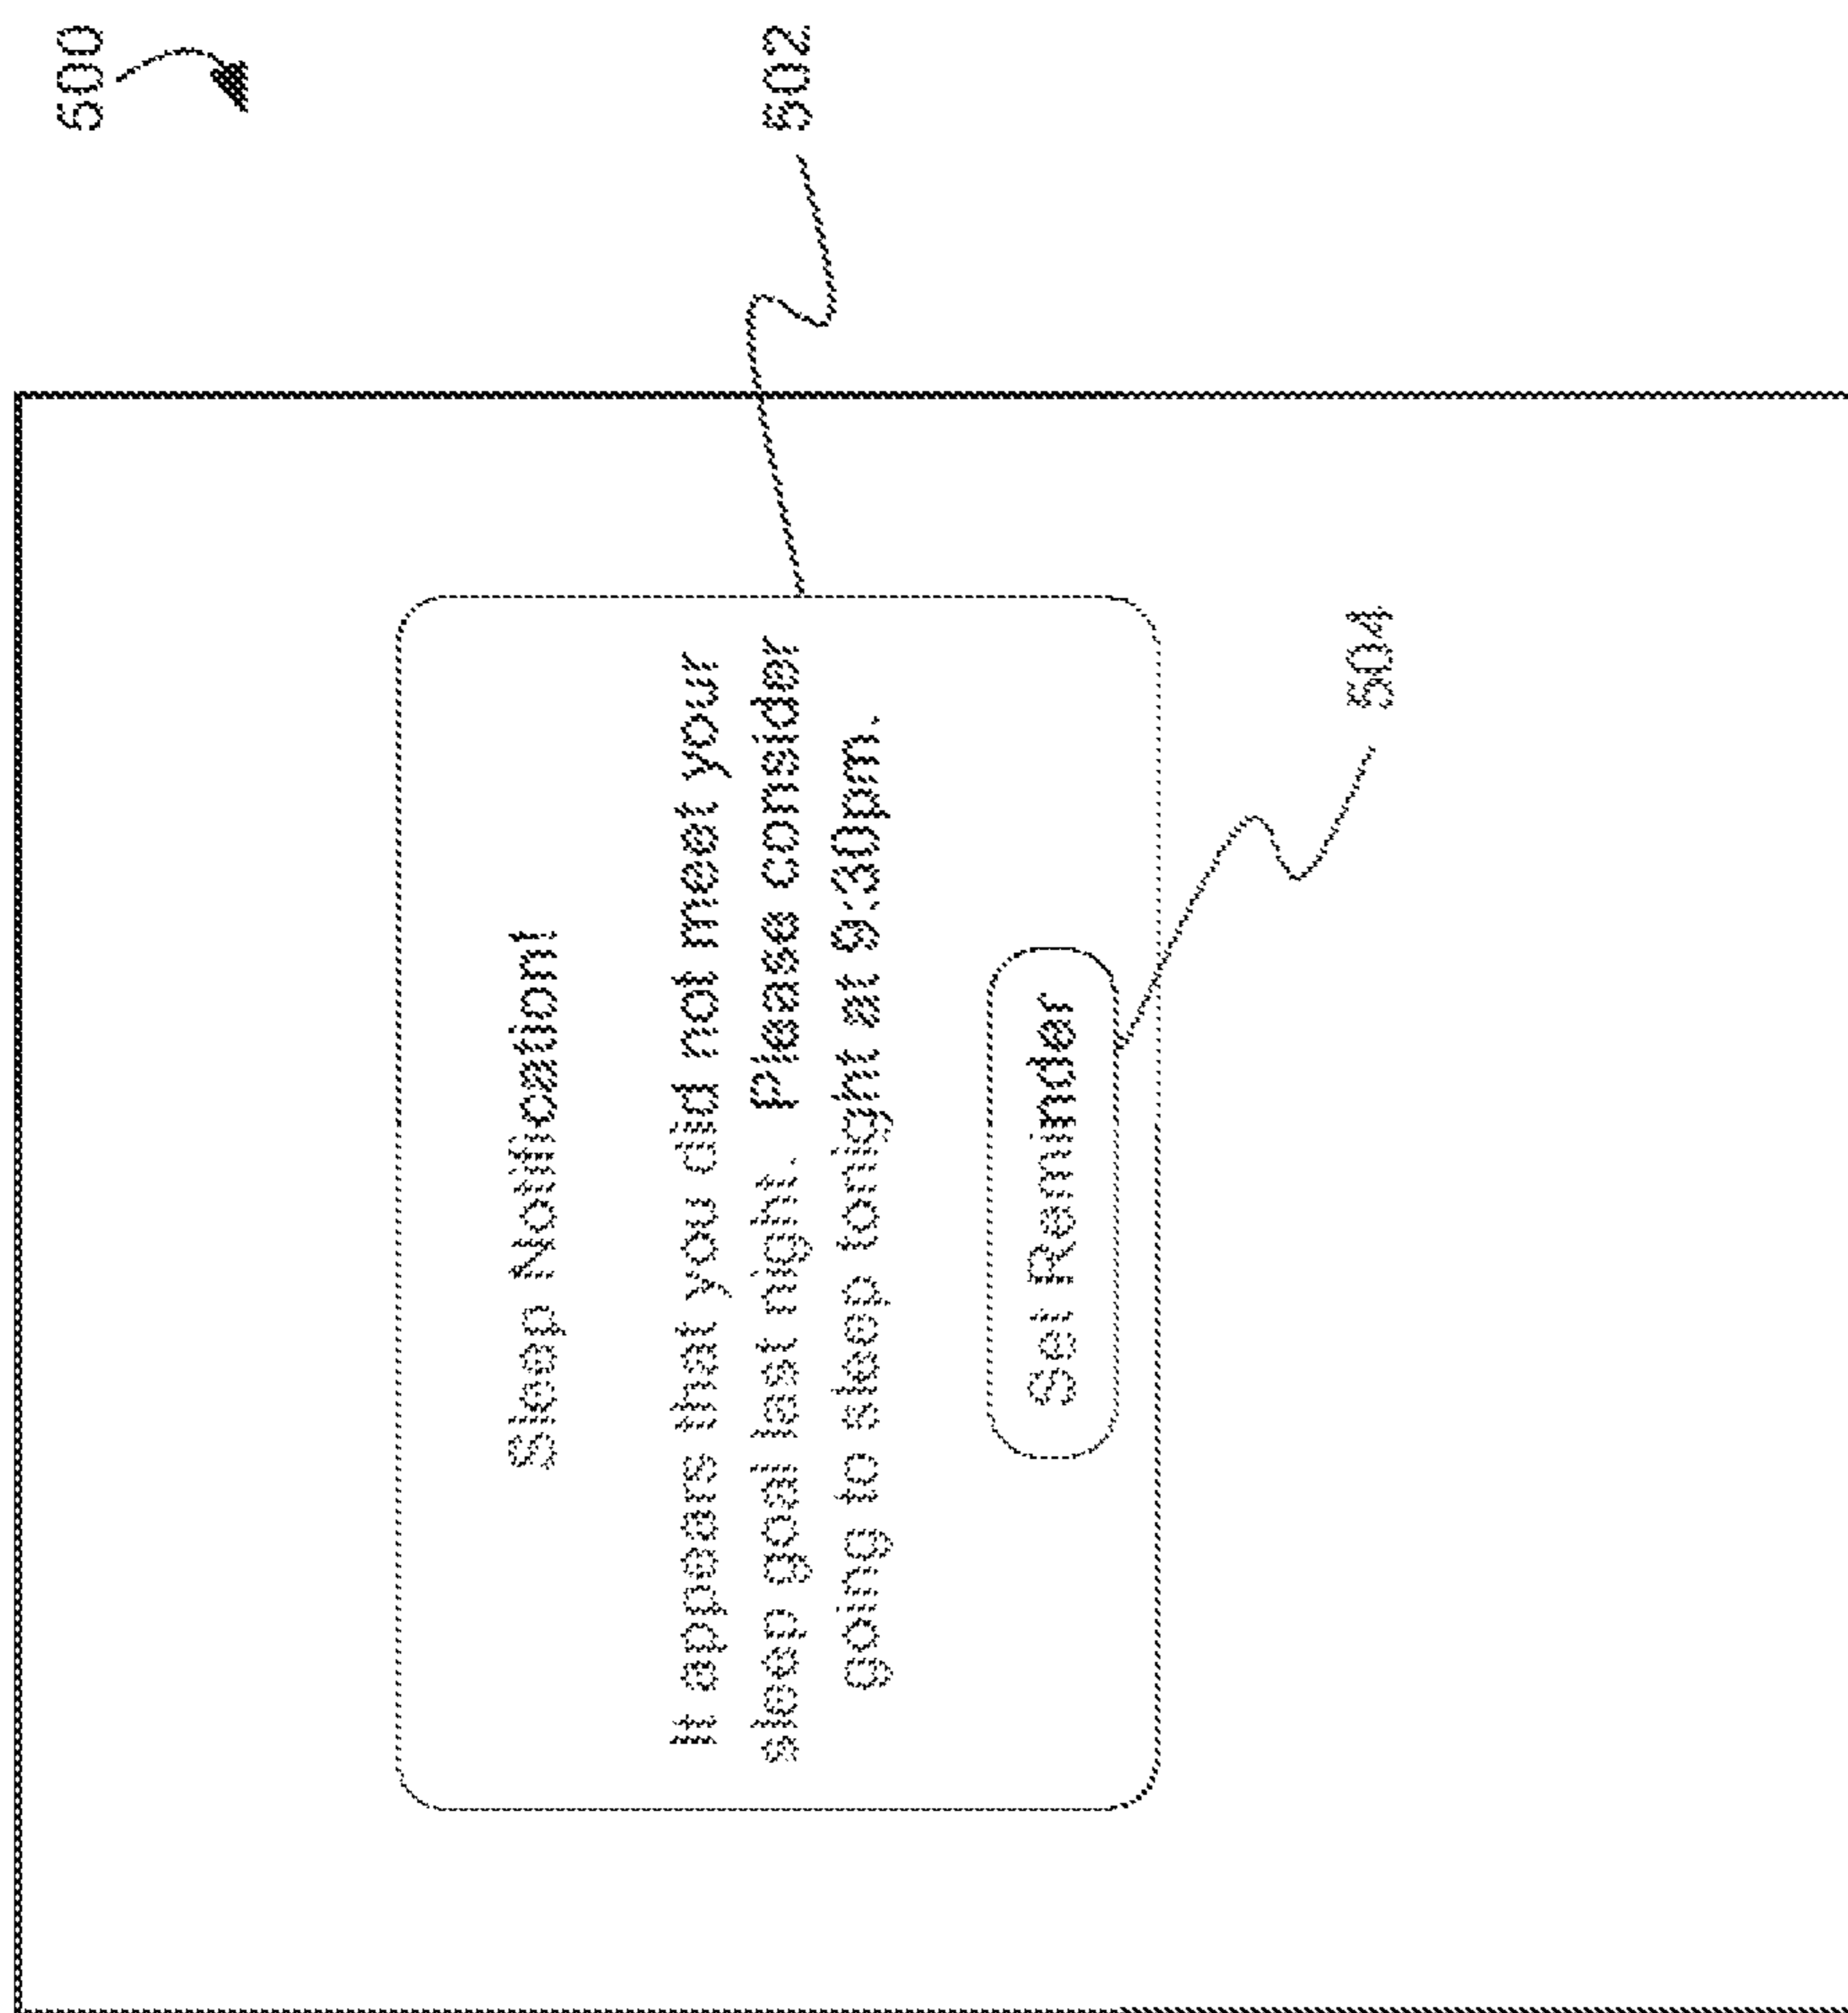 500
502
Sleep Notification!
It appears that you did not meet your
sleep goal last night.  Please consider
going to sleep tonight at 9:30pm.
Set Reminder
504